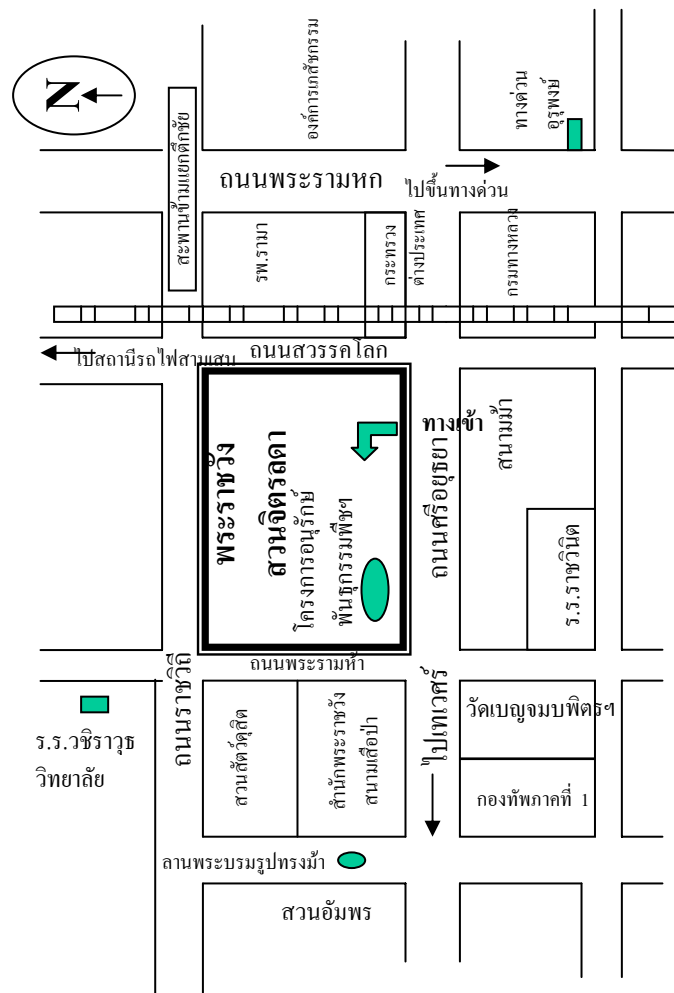 N
องค์การเภสัชกรรม
ทางด่วน
อุรุพงษ์
สะพานข้ามแยกตึกชัย
ถนนพระรามหก
ไปขึ้นทางด่วน
รพ.รามา
กระทรวง
ต่างประเทศ
กรมทางหลวง
ไปสถานีรถไฟสามเสน
ถนนสวรรคโลก
พระราชวัง
สวนจิตรลดา
โครงการอนุรักษ์
พันธุกรรมพืชฯ
ทางเข้า
ถนนศรีอยุธยา
สนามม้า
ร.ร.ราชวินิต
ถนนพระรามห้า
ถนนราชวิถี
ร.ร.วชิราวุธ
วิทยาลัย
สวนสัตว์ดุสิต
สำนักพระราชวัง
สนามเสือป่า
ไปเทเวศร์
วัดเบญจมบพิตรฯ
กองทัพภาคที่ 1
ลานพระบรมรูปทรงม้า
สวนอัมพร